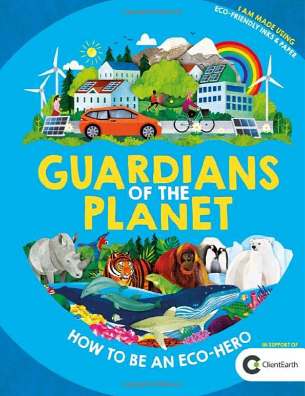 I AM MADE USING
ECO-FRIENDLY INKS & PAPER
GUARDIANS
OF THE
PLANET
HOW TO BE AN ECO-HERO
IN SUPPORT OF
ClientEarth